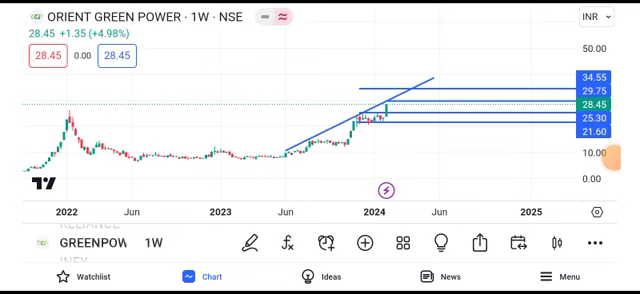 ORIENT GREEN POWER · 1W · NSE
INR
28.45 +1.35 (+4.98%)
28.45 0.00 28.45
50.00
34.55
29.75
28.45
25.30
21.60
10.00
0.00
2022 Jun 2023 Jun 2024 Jun 2025
RELIANCE
GREENPOW 1W
INFY
Watchlist Chart Ideas News Menu